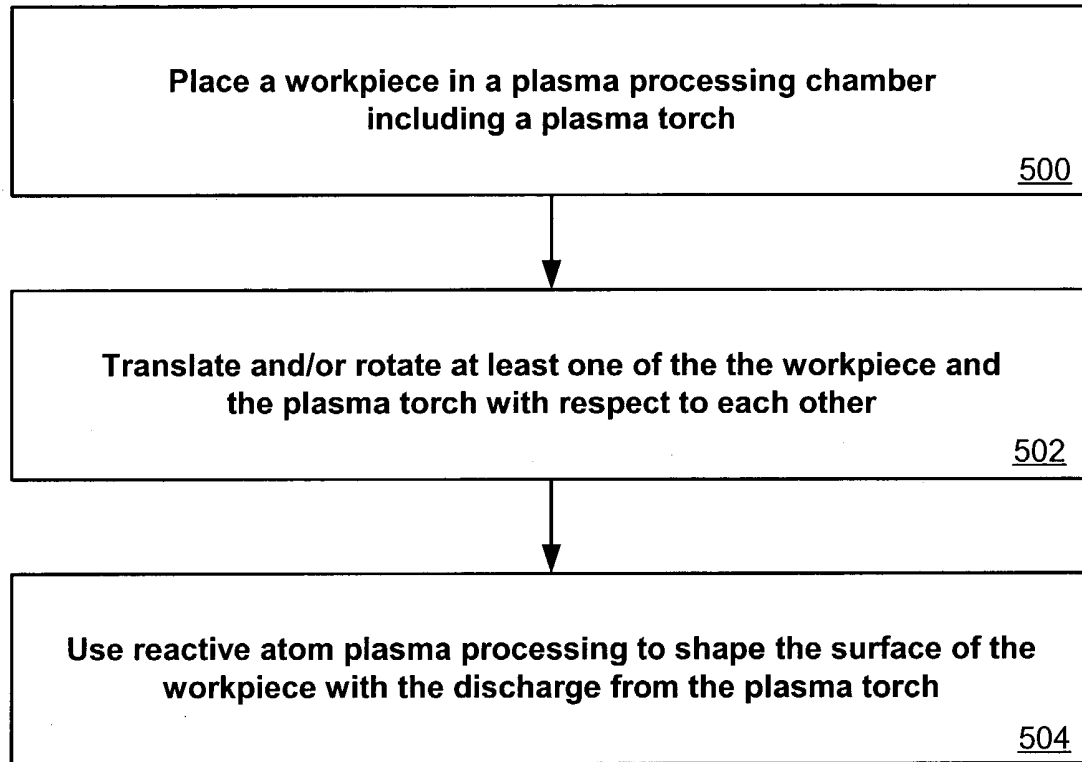 Place a workpiece in a plasma processing chamber
including a plasma torch
500
Translate and/or rotate at least one of the the workpiece and
the plasma torch with respect to each other
502
Use reactive atom plasma processing to shape the surface of the
workpiece with the discharge from the plasma torch
504